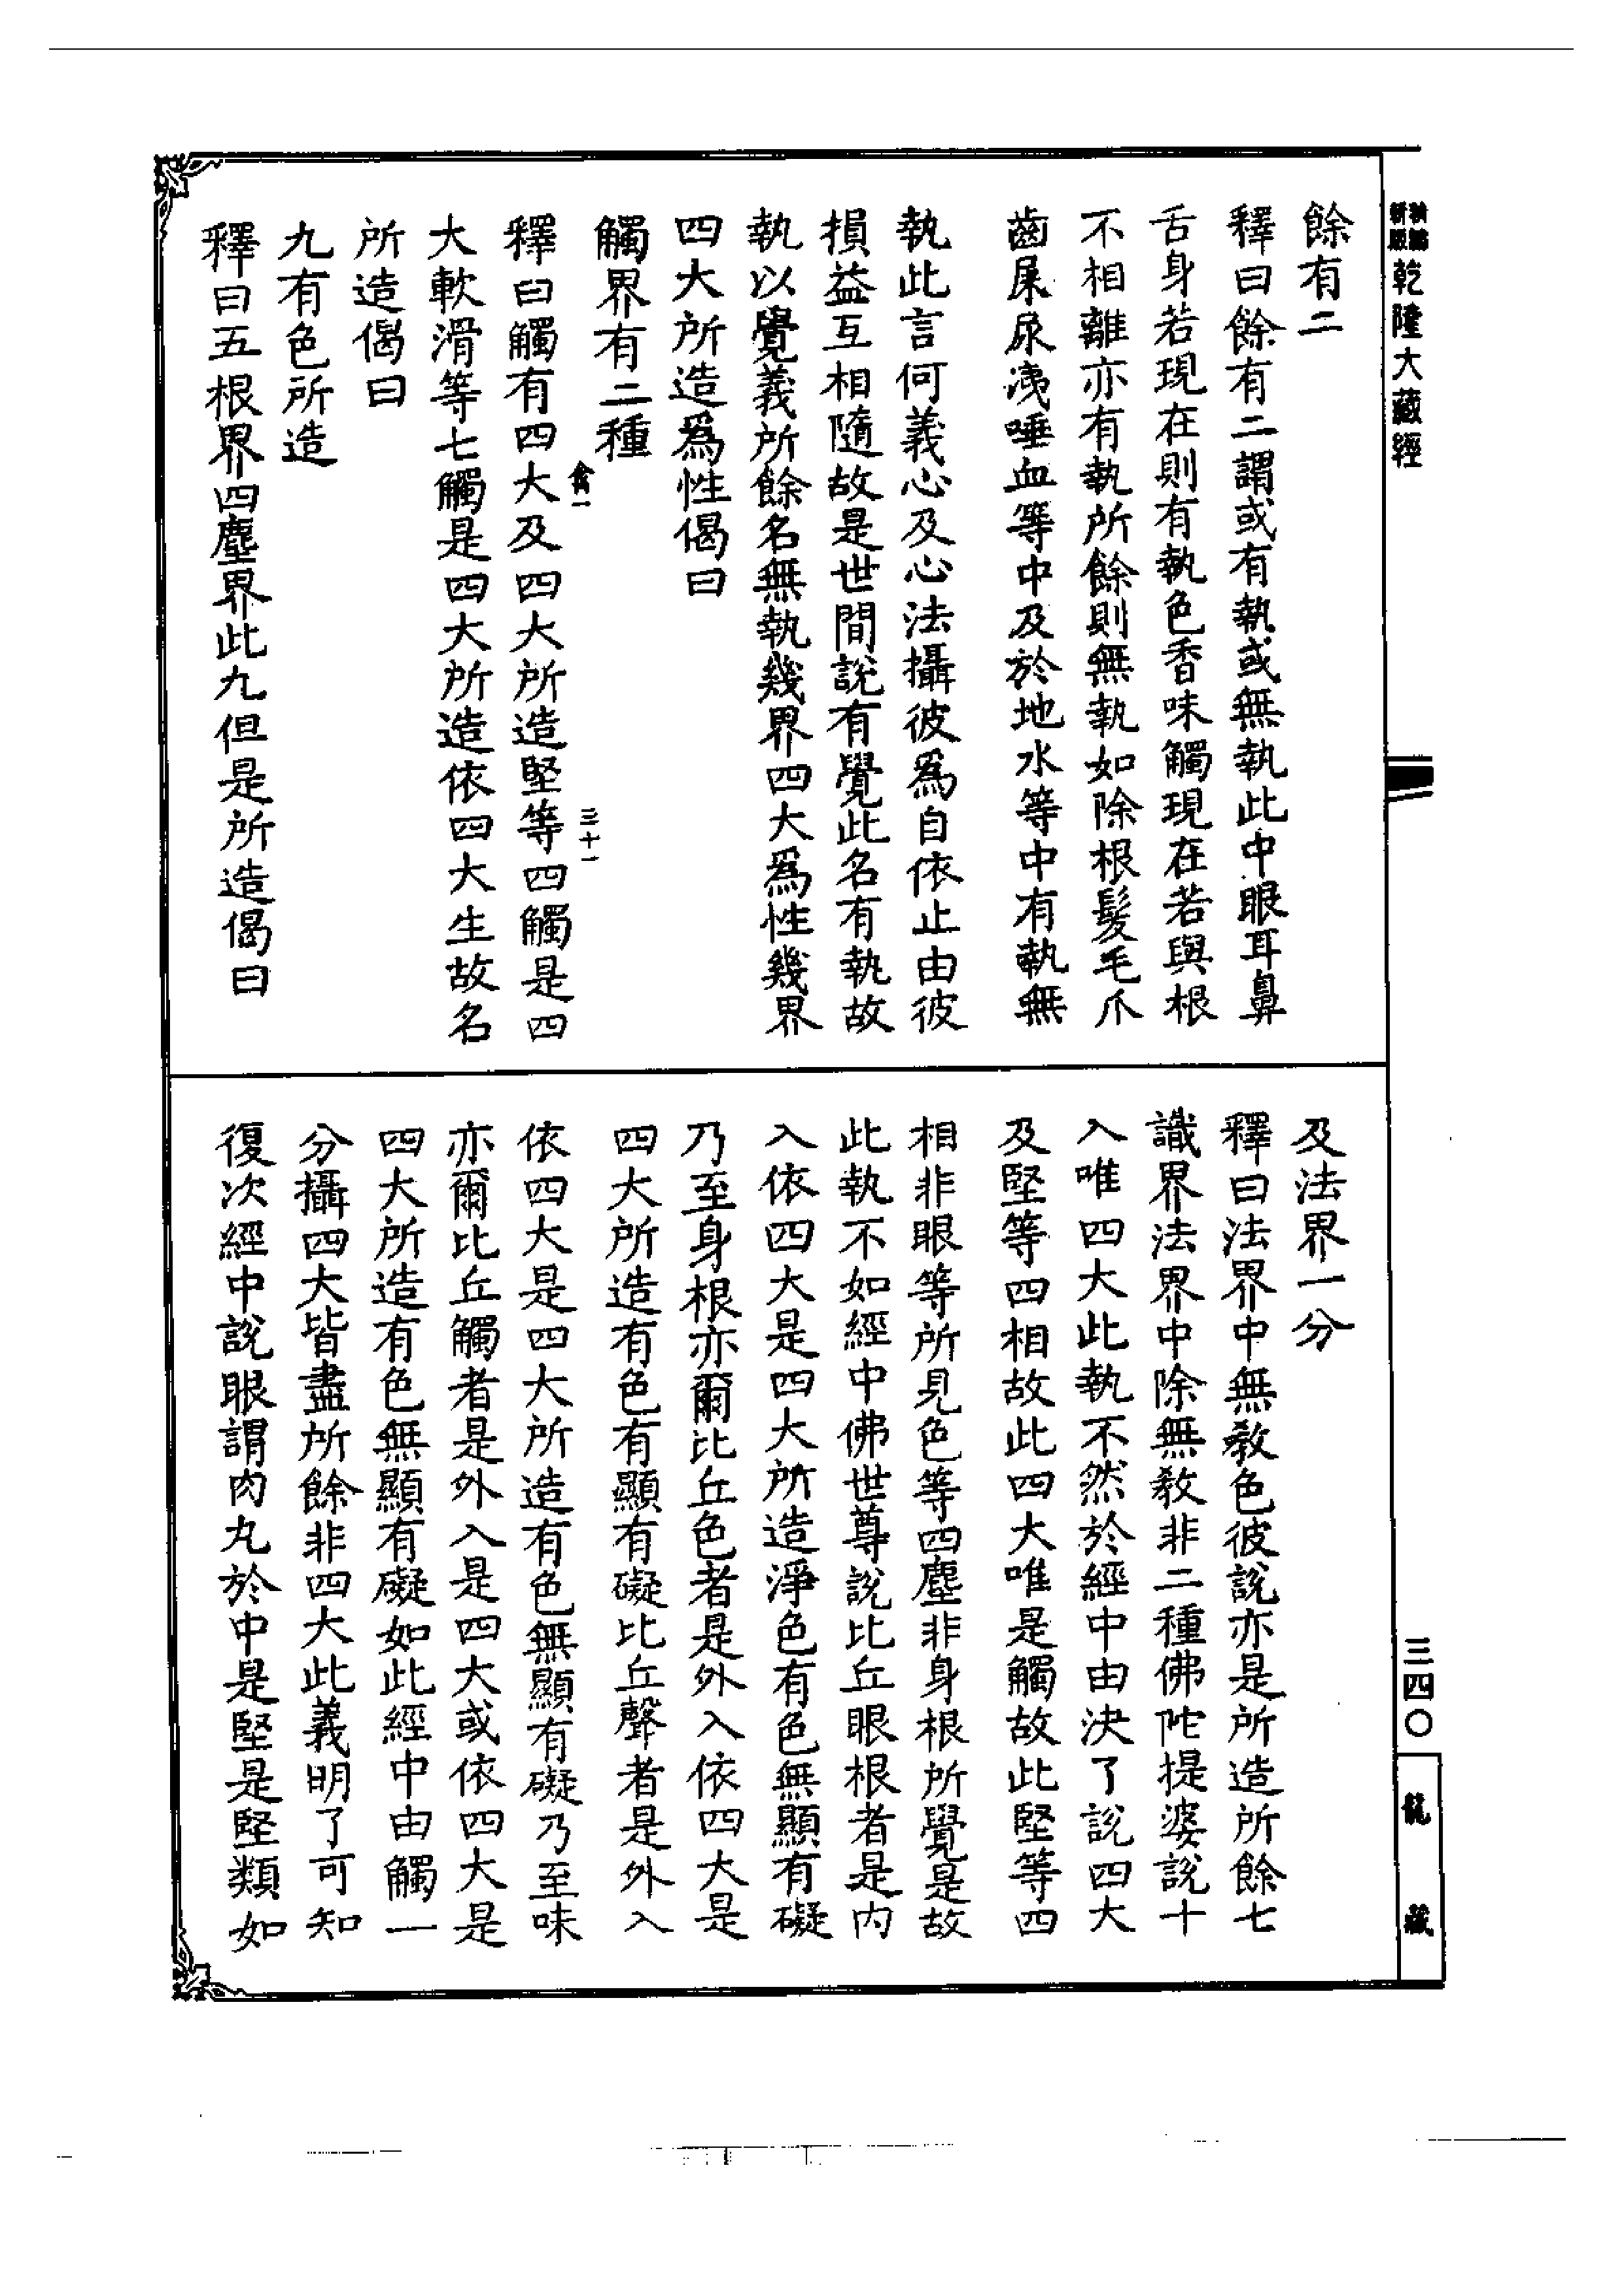 乾隆大藏經
餘有二
釋曰餘有二謂或有執或無執此中眼耳鼻
舌身若現在則有執色香味觸現在若與根
不相離亦有執所餘則無執如除根髮毛爪
齒屎尿洟唾血等中及於地水等中有執無
執此言何義心及心法攝彼爲自依止由彼
損益互相隨故是世間說有覺此名有執故
執以覺義所餘名無執幾界四大爲性幾界
四大所造爲性偈曰
觸界有二種
禽一
三十一
釋曰觸有四大及四大所造堅等四觸是四
大軟滑等七觸是四大所造依四大生故名
所造偈曰
九有色所造
釋曰五根界四塵界此九但是所造偈曰
及法界一分
釋曰法界中無教色彼說亦是所造所餘七
識界法界中除無教非二種佛陀提婆說十
入唯四大此執不然於經中由決了說四大
及堅等四相故此四大唯是觸故此堅等四
相非眼等所見色等四塵非身根所覺是故
此執不如經中佛世尊說比丘眼根者是內
入依四大是四大所造淨色有色無顯有礙
乃至身根亦爾比丘色者是外入依四大是
四大所造有色有顯有礙比丘聲者是外入
依四大是四大所造有色無顯有礙乃至味
亦爾比丘觸者是外入是四大或依四大是
四大所造有色無顯有礙如此經中由觸一
分攝四大皆盡所餘非四大此義明了可知
復次經中說眼謂肉丸於中是堅是堅類如
三四〇
龍藏